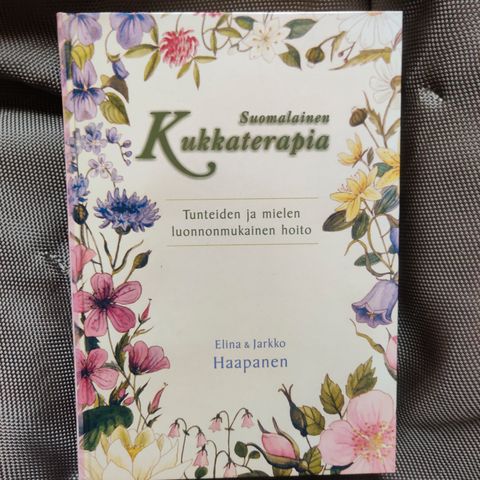 Suomalainen
Kukkaterapia
Tunteiden ja mielen
luonnonmukainen hoito
Elina & Jarkko
Haapanen